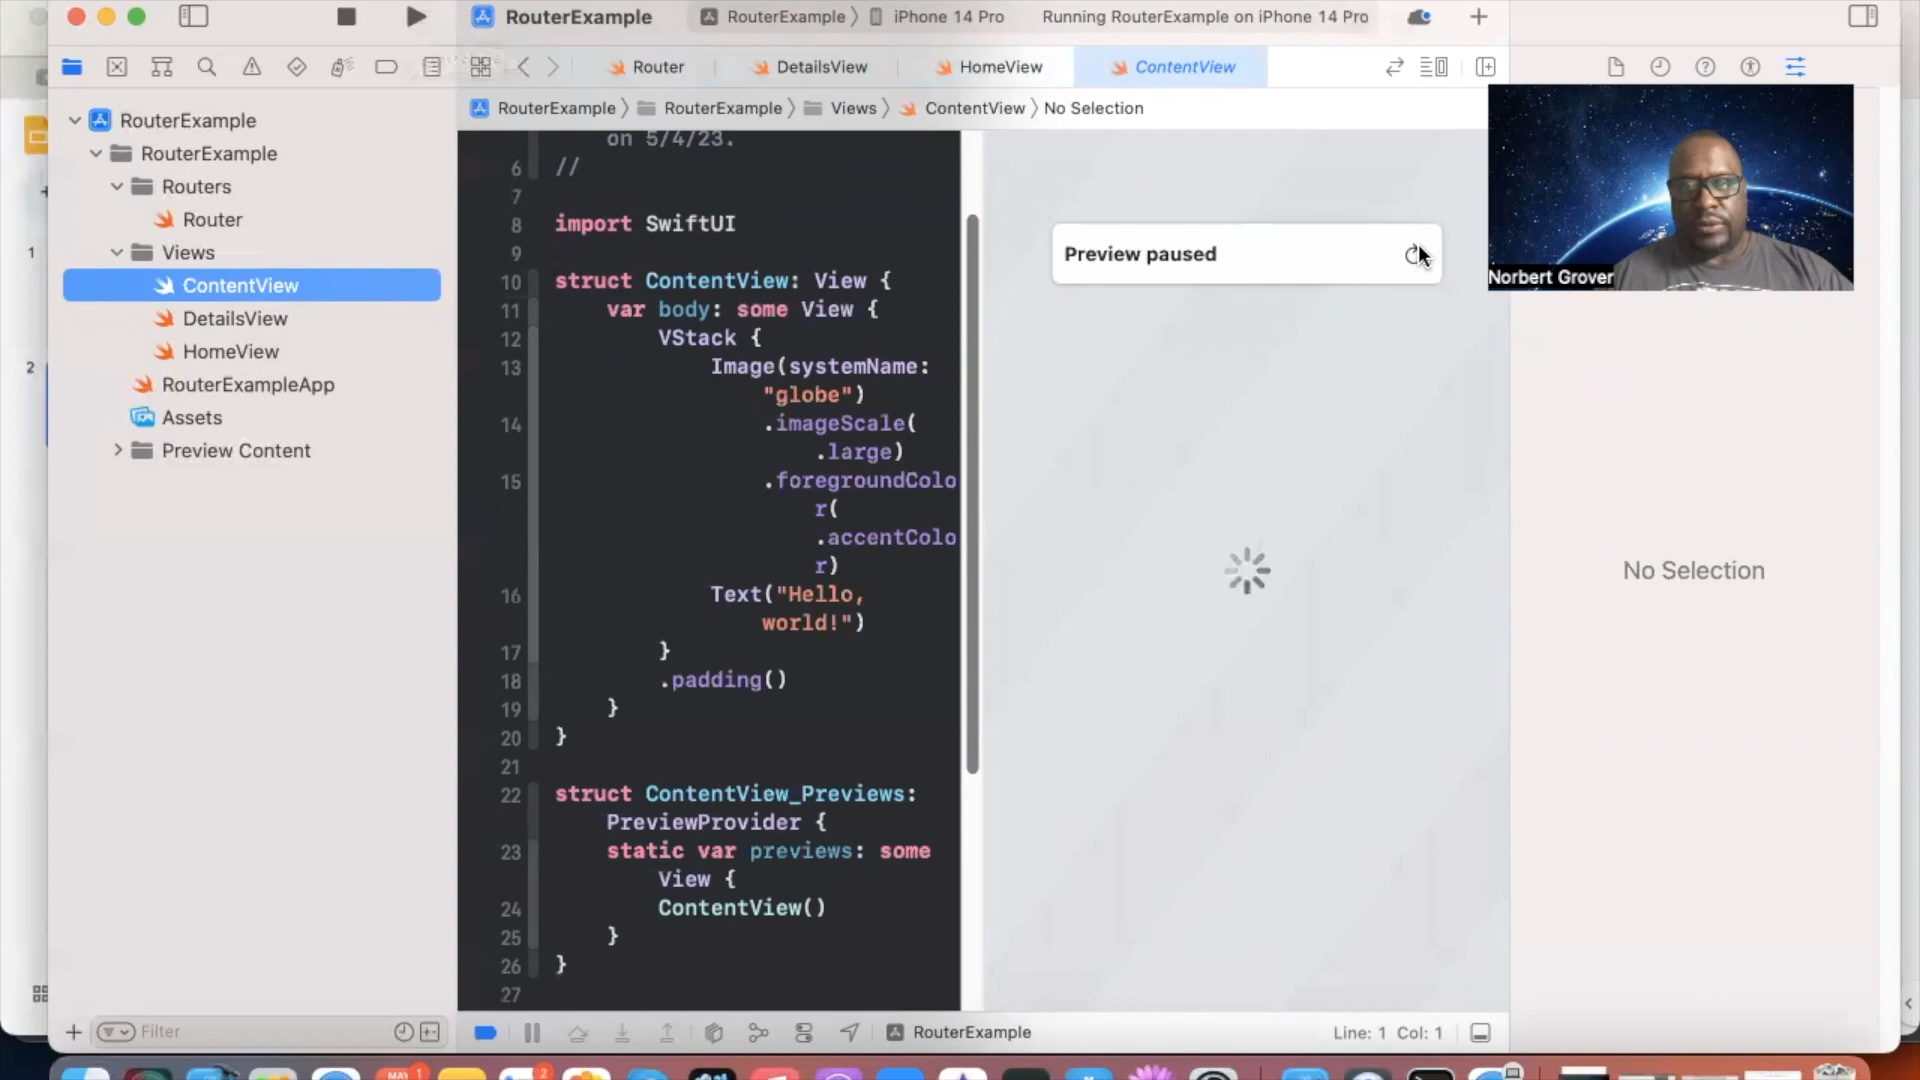 RouterExample
RouterExample
iPhone 14 Pro
Running RouterExample on iPhone 14 Pro
Router
DetailsView
HomeView
ContentView
RouterExample
RouterExample
Views
ContentView
No Selection
RouterExample
RouterExample
Routers
Router
Views
ContentView
DetailsView
HomeView
RouterExampleApp
Assets
Preview Content
1
2
on 5/4/23.
6 //
7
8 import SwiftUI
9
10 struct ContentView: View {
11 var body: some View {
12 VStack {
13 Image(systemName:
"globe")
14 .imageScale(
.large)
15 .foregroundColo
r(
.accentColo
r)
16 Text("Hello,
world!")
17 }
18 .padding()
19 }
20 }
21
22 struct ContentView_Previews:
PreviewProvider {
23 static var previews: some
View {
24 ContentView()
25 }
26 }
27
Preview paused
Norbert Grover
No Selection
Filter
RouterExample
Line: 1 Col: 1
MAY
1
2